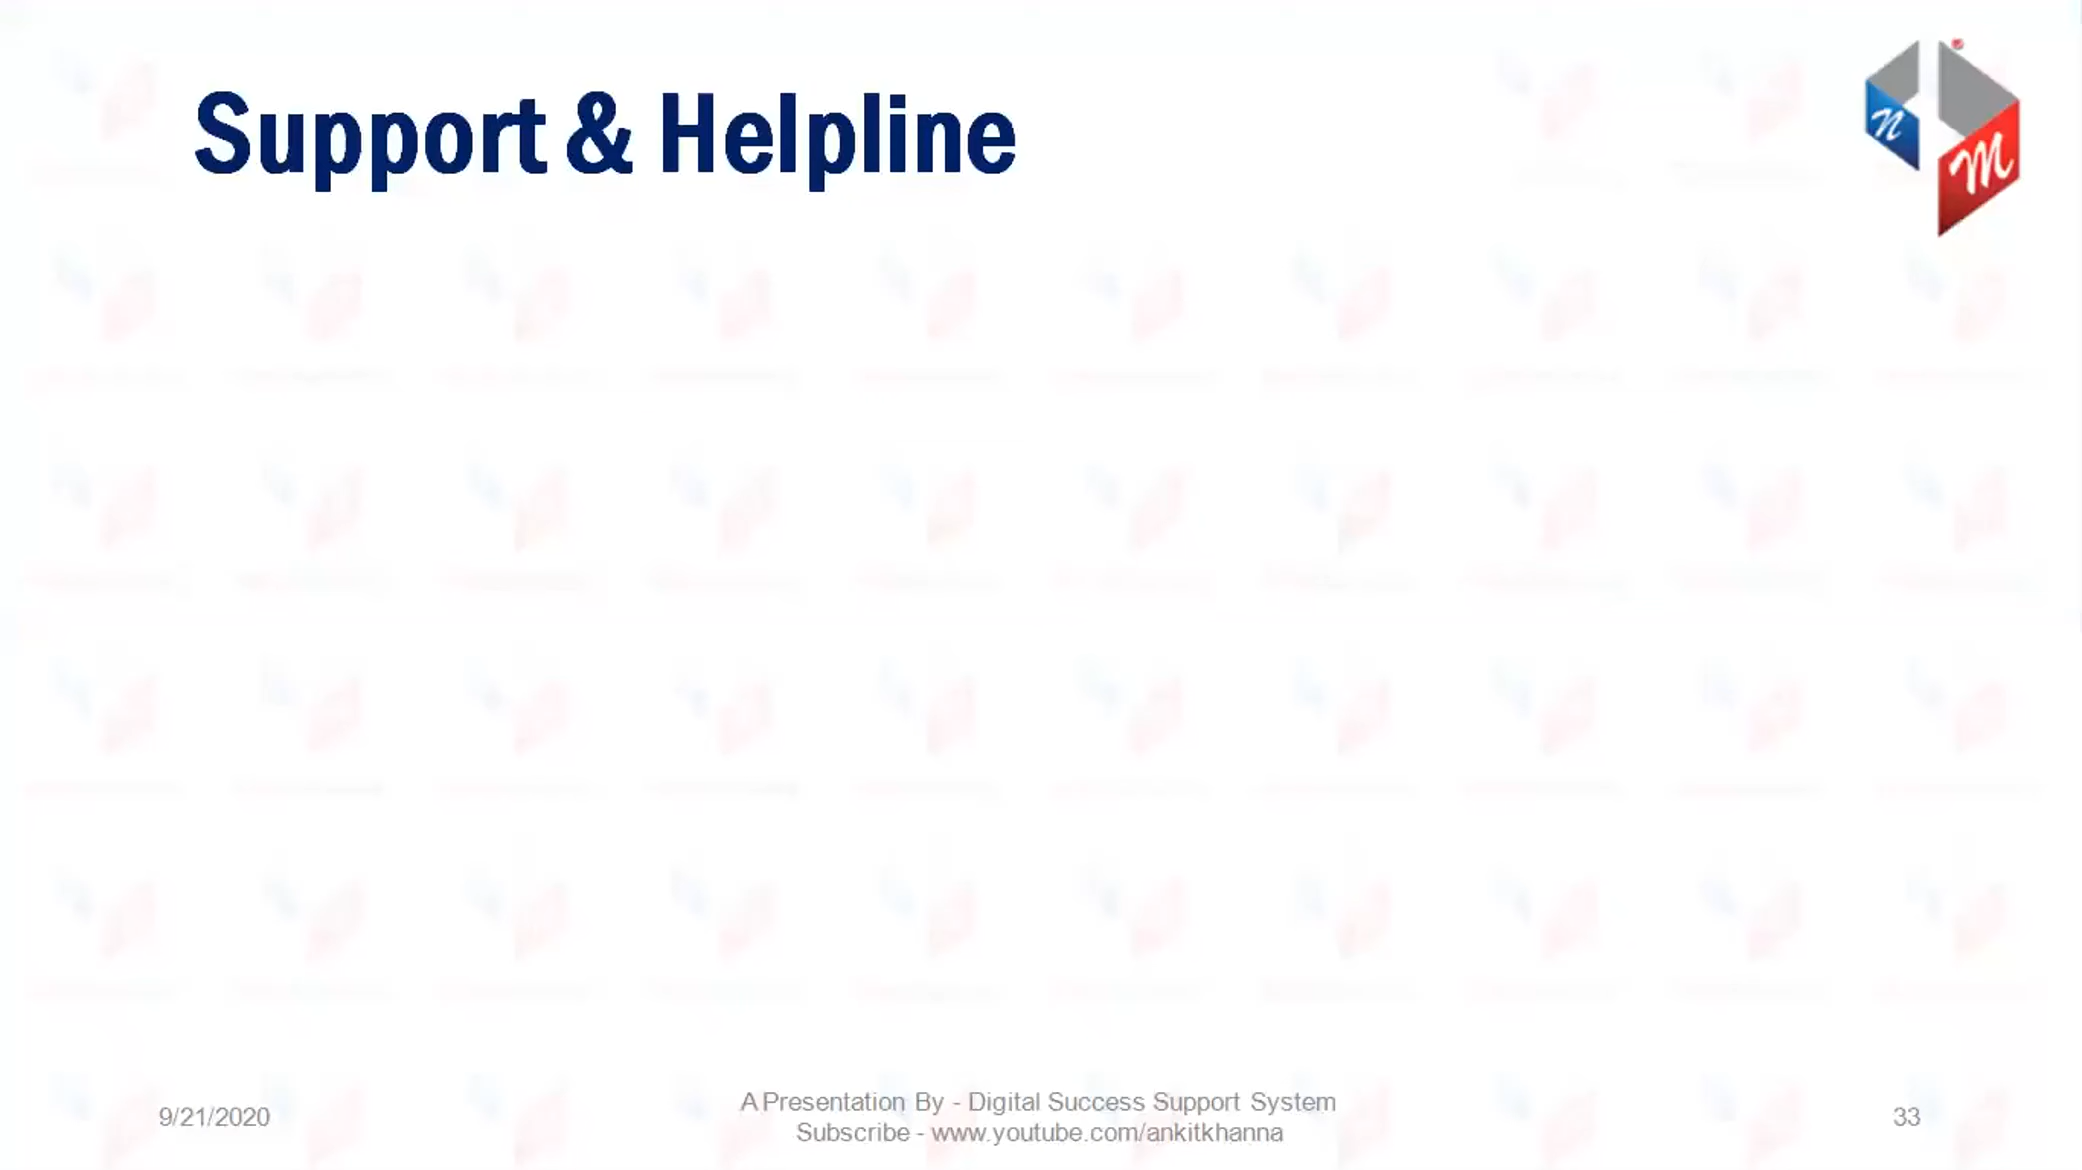 Support & Helpline
n
M
9/21/2020
A Presentation By - Digital Success Support System
Subscribe - www.youtube.com/ankitkhanna
33